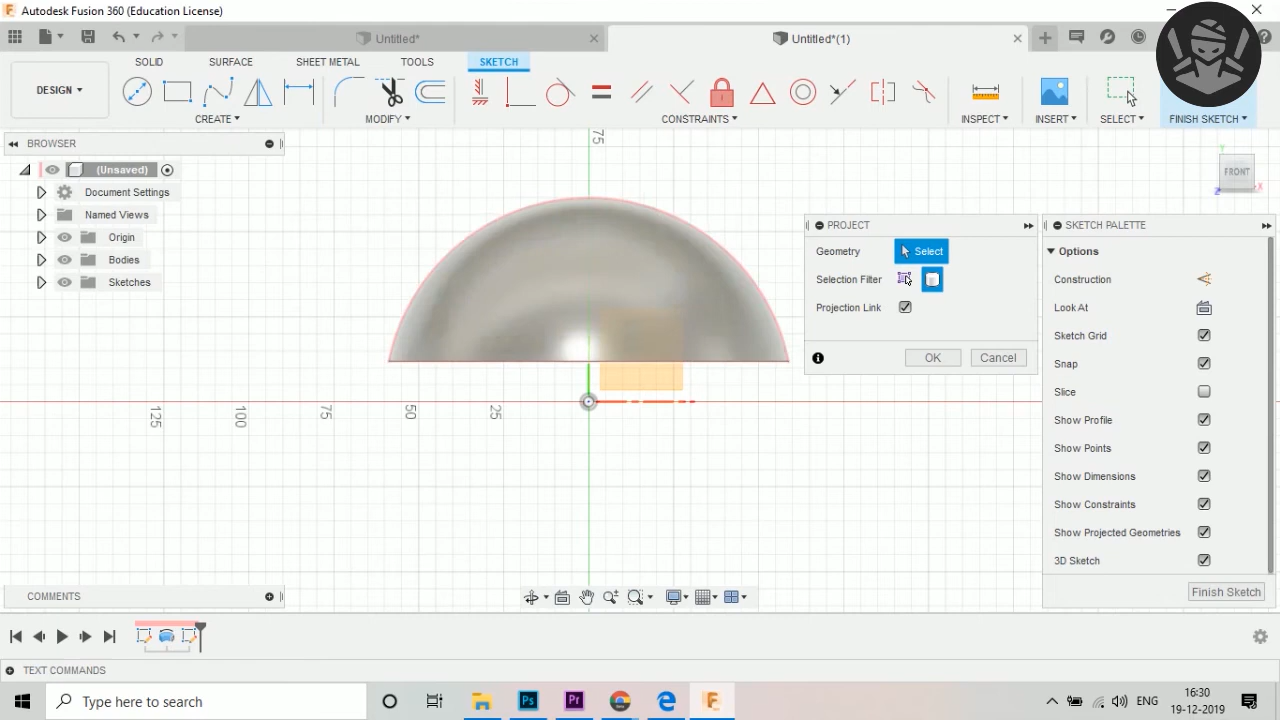 Autodesk Fusion 360 (Education License)
Untitled*
Untitled*(1)
SOLID SURFACE SHEET METAL TOOLS SKETCH
DESIGN
CREATE MODIFY CONSTRAINTS INSPECT INSERT SELECT FINISH SKETCH
BROWSER
(Unsaved)
Document Settings
Named Views
Origin
Bodies
Sketches
75
125 100 75 50 25
Y
FRONT
Z X
PROJECT
Geometry Select
Selection Filter
Projection Link
OK Cancel
SKETCH PALETTE
Options
Construction
Look At
Sketch Grid
Snap
Slice
Show Profile
Show Points
Show Dimensions
Show Constraints
Show Projected Geometries
3D Sketch
Finish Sketch
COMMENTS
TEXT COMMANDS
Type here to search
Ps Pr
ENG
16:30
19-12-2019